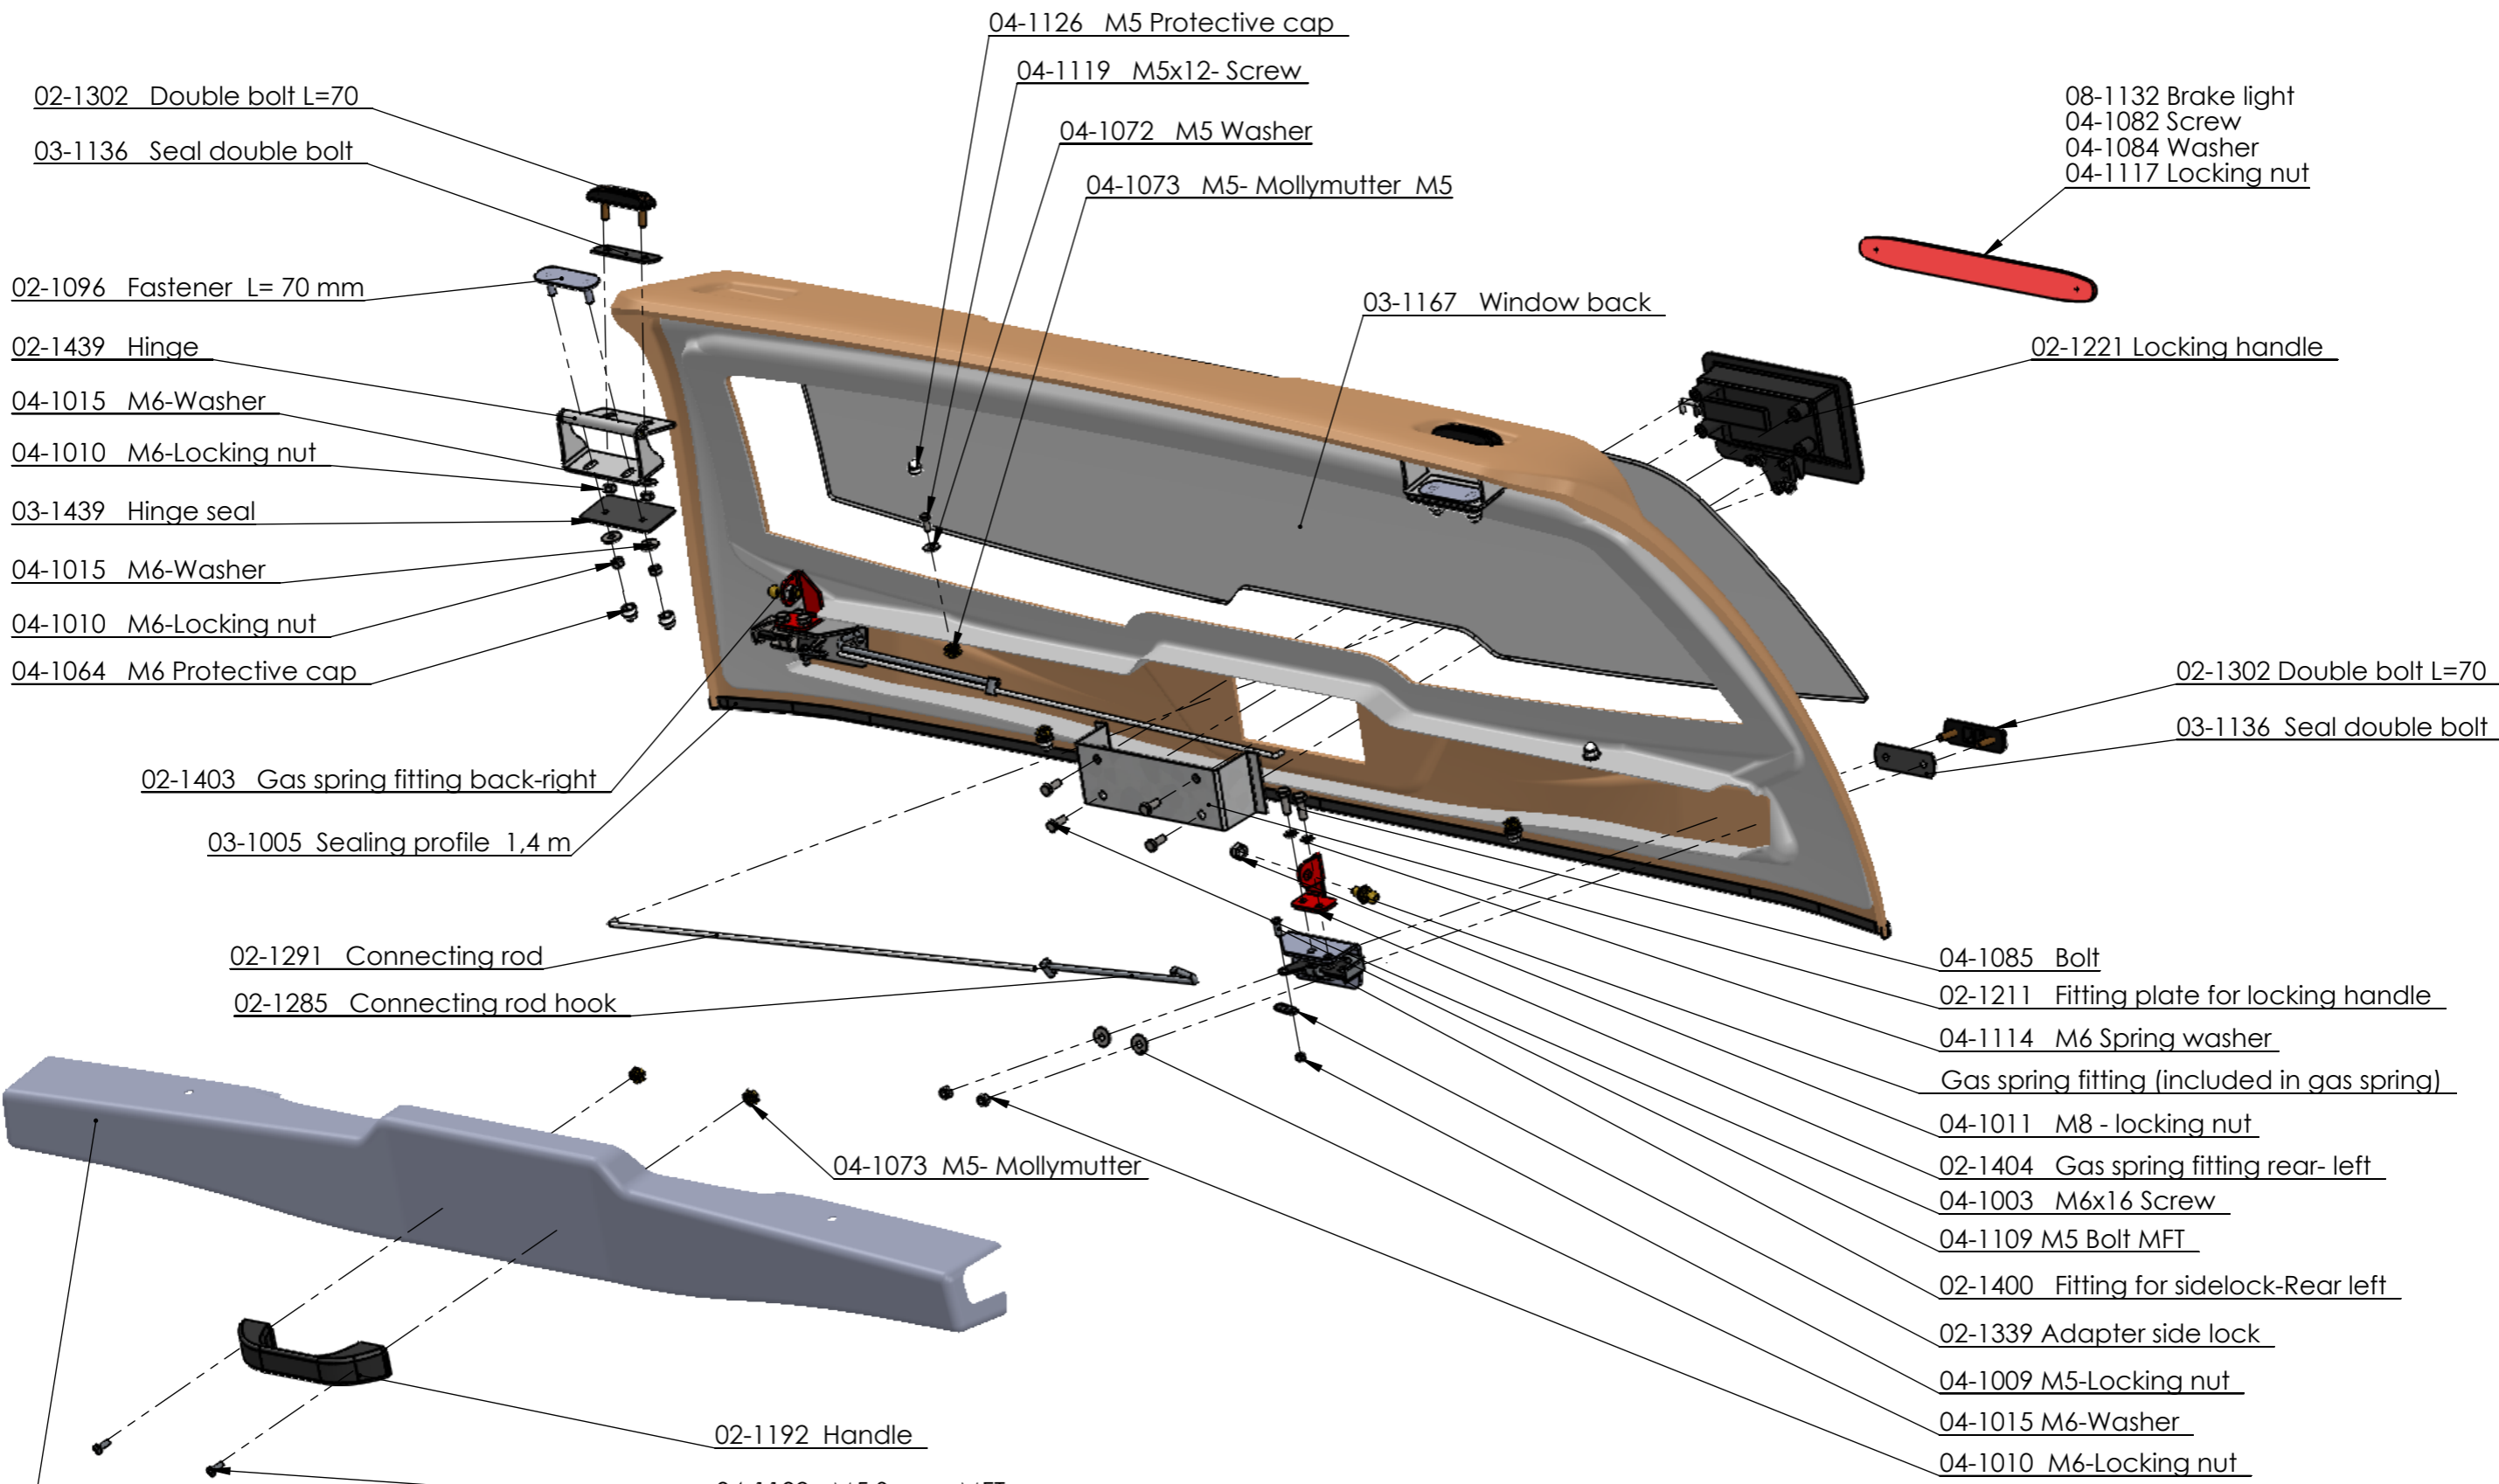 04-1126 M5 Protective cap
04-1119 M5x12- Screw
04-1072 M5 Washer
04-1073 M5- Mollymutter M5
02-1302 Double bolt L=70
03-1136 Seal double bolt
02-1096 Fastener L= 70 mm
02-1439 Hinge
04-1015 M6-Washer
04-1010 M6-Locking nut
03-1439 Hinge seal
04-1015 M6-Washer
04-1010 M6-Locking nut
04-1064 M6 Protective cap
08-1132 Brake light
04-1082 Screw
04-1084 Washer
04-1117 Locking nut
03-1167 Window back
02-1221 Locking handle
02-1302 Double bolt L=70
03-1136 Seal double bolt
02-1403 Gas spring fitting back-right
03-1005 Sealing profile 1,4 m
02-1291 Connecting rod
02-1285 Connecting rod hook
04-1073 M5- Mollymutter
04-1085 Bolt
02-1211 Fitting plate for locking handle
04-1114 M6 Spring washer
Gas spring fitting (included in gas spring)
04-1011 M8 - locking nut
02-1404 Gas spring fitting rear- left
04-1003 M6x16 Screw
04-1109 M5 Bolt MFT
02-1400 Fitting for sidelock-Rear left
02-1339 Adapter side lock
04-1009 M5-Locking nut
04-1015 M6-Washer
04-1010 M6-Locking nut
02-1192 Handle